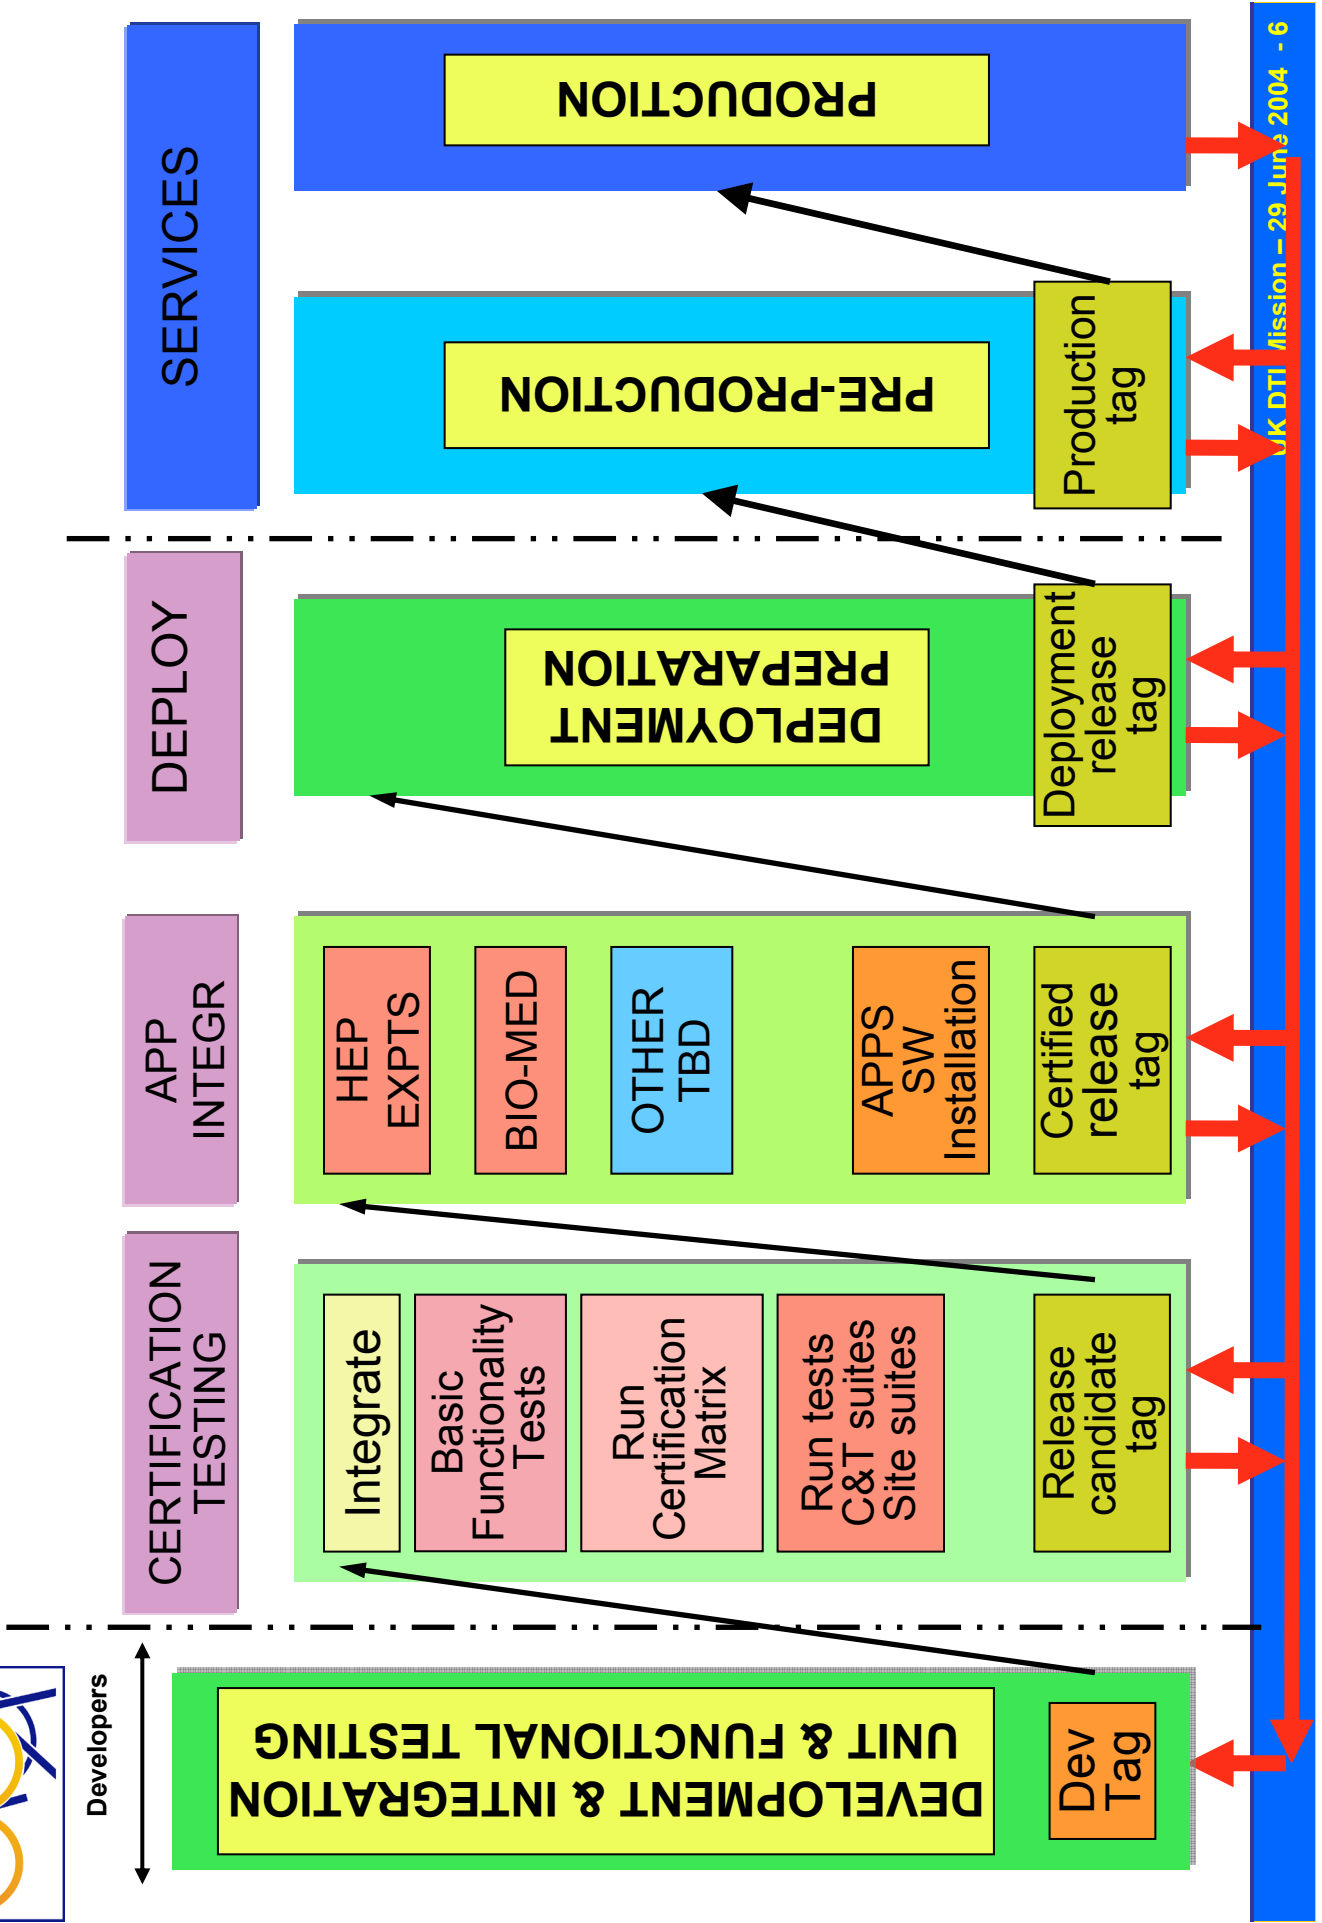 Developers
CERTIFICATION
TESTING
APP
INTEGR
DEPLOY
SERVICES
DEVELOPMENT & INTEGRATION
UNIT & FUNCTIONAL TESTING
Dev
Tag
Integrate
Basic
Functionality
Tests
Run
Certification
Matrix
Run tests
C&T suites
Site suites
Release
candidate
tag
HEP
EXPTS
BIO-MED
OTHER
TBD
APPS
SW
Installation
Certified
release
tag
DEPLOYMENT
PREPARATION
Deployment
release
tag
PRE-PRODUCTION
Production
tag
PRODUCTION
UK DTI Mission – 29 June 2004 - 6